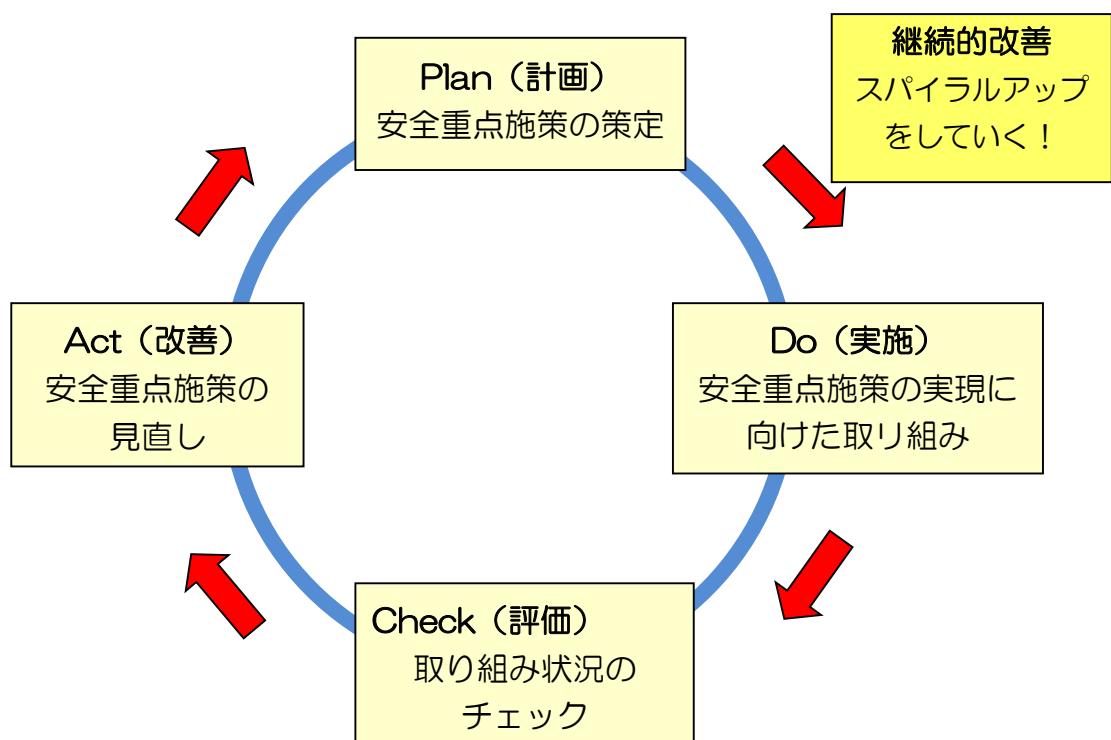 継続的改善
スパイラルアップ
をしていく！
Plan（計画）
安全重点施策の策定
Act（改善）
安全重点施策の
見直し
Do（実施）
安全重点施策の実現に
向けた取り組み
Check（評価）
取り組み状況の
チェック